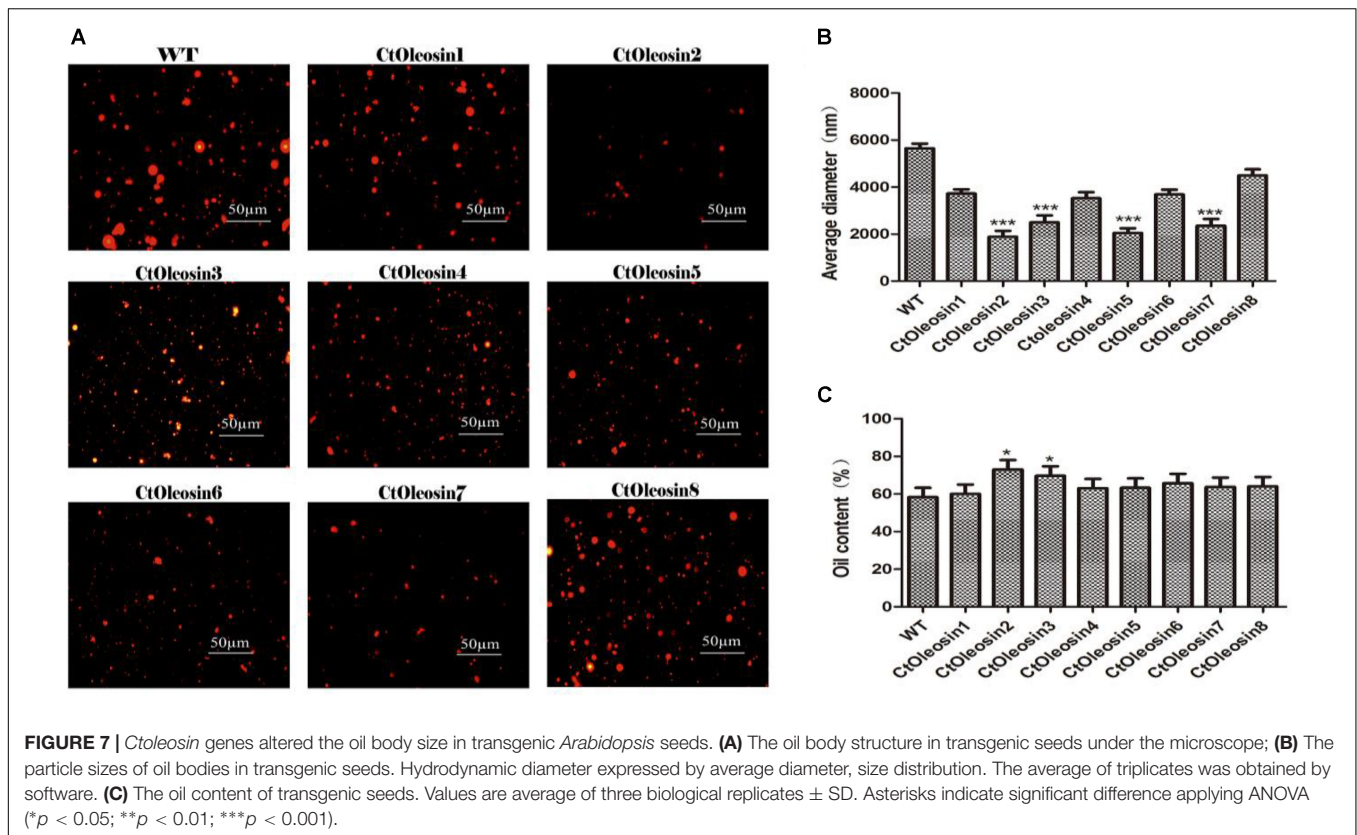 A
WT CtOleosin1 CtOleosin2
50μm 50μm 50μm
CtOleosin3 CtOleosin4 CtOleosin5
50μm 50μm 50μm
CtOleosin6 CtOleosin7 CtOleosin8
50μm 50μm 50μm
B
Average diameter (nm)
8000
6000
4000
2000
0
*** *** *** ***
WT CtOleosin1 CtOleosin2 CtOleosin3 Ctoleosin4 CtOleosin5 CtOleosin6 CtOleosin7 CtOleosin8
C
Oil content (%)
100
80
60
40
20
0
* *
WT CtOleosin1 CtOleosin2 CtOleosin3 CtOleosin4 CtOleosin5 CtOleosin6 CtOleosin7 CtOleosin8
FIGURE 7 | Ctoleosin genes altered the oil body size in transgenic Arabidopsis seeds. (A) The oil body structure in transgenic seeds under the microscope; (B) The
particle sizes of oil bodies in transgenic seeds. Hydrodynamic diameter expressed by average diameter, size distribution. The average of triplicates was obtained by
software. (C) The oil content of transgenic seeds. Values are average of three biological replicates ± SD. Asterisks indicate significant difference applying ANOVA
(*p < 0.05; **p < 0.01; ***p < 0.001).